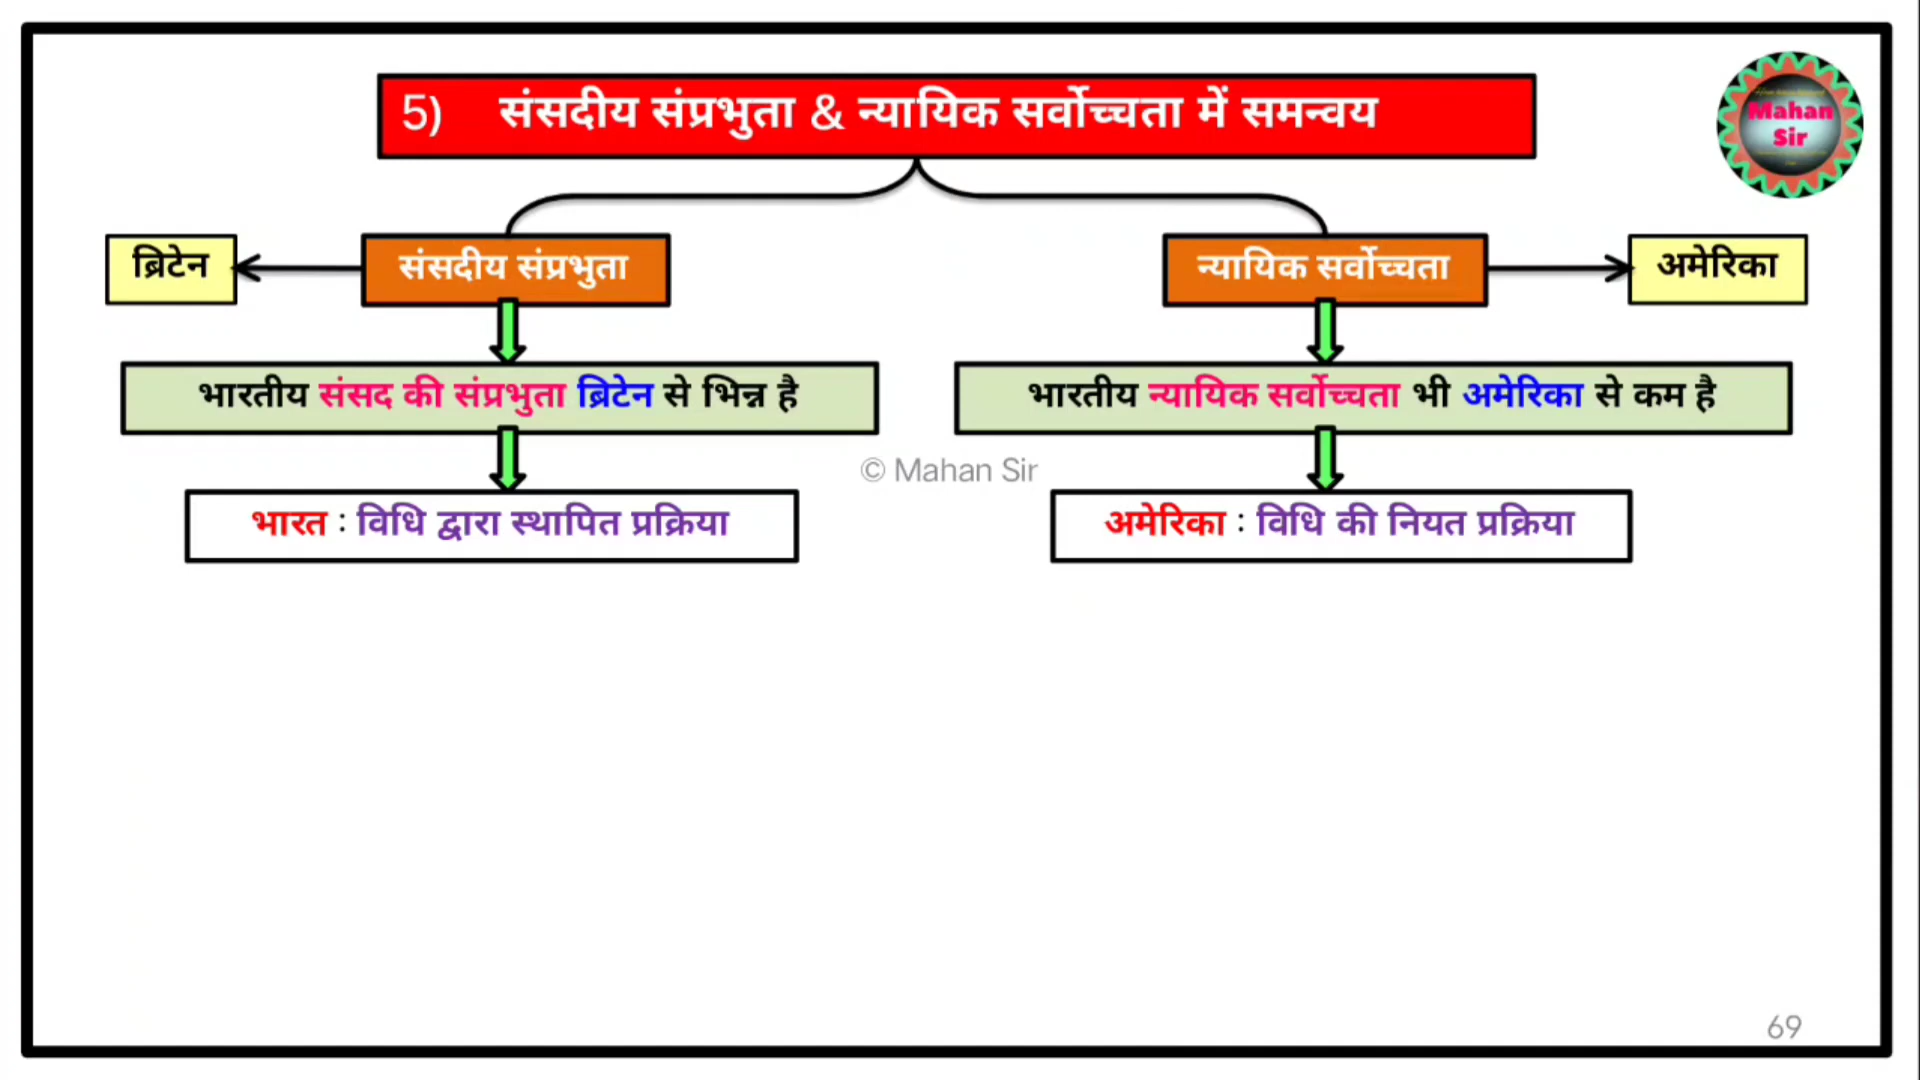 5) संसदीय संप्रभुता & न्यायिक सर्वोच्चता में समन्वय
Mahan
Sir
ब्रिटेन
संसदीय संप्रभुता
न्यायिक सर्वोच्चता
अमेरिका
भारतीय संसद की संप्रभुता ब्रिटेन से भिन्न है
भारतीय न्यायिक सर्वोच्चता भी अमेरिका से कम है
© Mahan Sir
भारत : विधि द्वारा स्थापित प्रक्रिया
अमेरिका : विधि की नियत प्रक्रिया
69